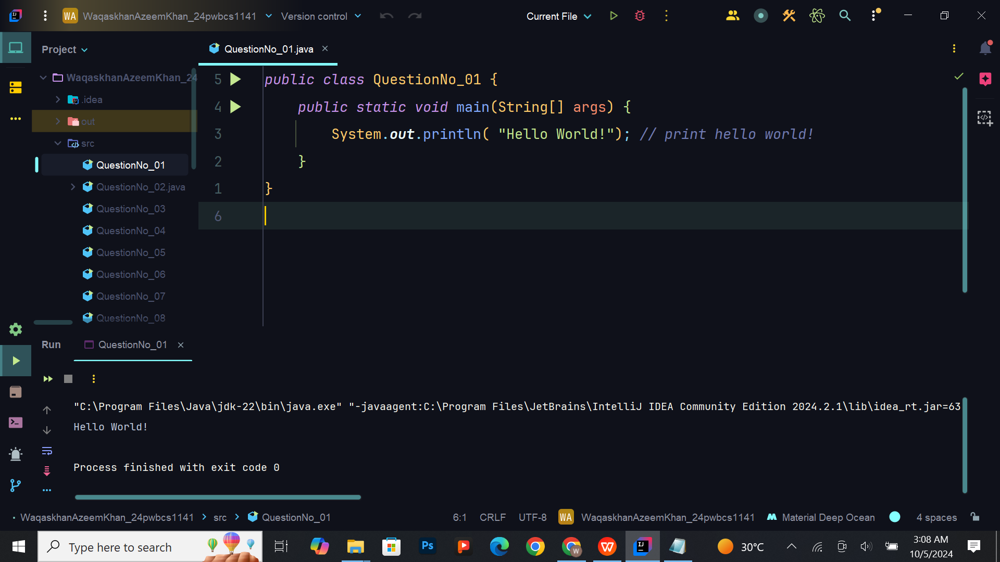 WA WaqaskhanAzeemKhan_24pwbcs1141 Version control Current File
Project
QuestionNo_01.java
WaqaskhanAzeemKhan_24
.idea
out
src
QuestionNo_01
QuestionNo_02.java
QuestionNo_03
QuestionNo_04
QuestionNo_05
QuestionNo_06
QuestionNo_07
QuestionNo_08
5 public class QuestionNo_01 {
4 public static void main(String[] args) {
3 System.out.println( "Hello World!"); // print hello world!
2 }
1 }
6
Run QuestionNo_01
"C:\Program Files\Java\jdk-22\bin\java.exe" "-javaagent:C:\Program Files\JetBrains\IntelliJ IDEA Community Edition 2024.2.1\lib\idea_rt.jar=63
Hello World!
Process finished with exit code 0
WaqaskhanAzeemKhan_24pwbcs1141 src QuestionNo_01 6:1 CRLF UTF-8 WA WaqaskhanAzeemKhan_24pwbcs1141 Material Deep Ocean 4 spaces
Type here to search Ps W IJ 30°C 3:08 AM
10/5/2024